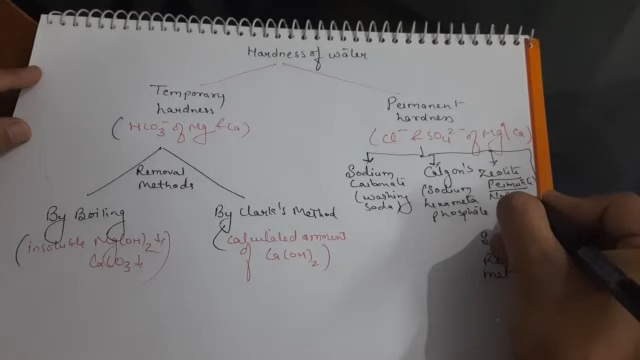 Hardness of water
Temporary
hardness
(HCO3⁻ of Mg & Ca)
Removal
Methods
By Boiling
(insoluble Mg(OH)2↓
CaCO3↓)
By Clarke's Method
(calculated amount
of Ca(OH)2)
Permanent
hardness
(Cl⁻ & SO4²⁻ of Mg/Ca)
Sodium
Carbonate
(washing
soda)
Calgon's
(Sodium
hexameta
phosphate
Zeolite